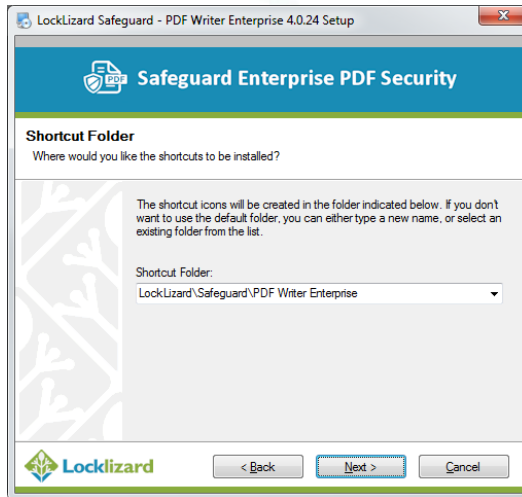 LockLizard Safeguard - PDF Writer Enterprise 4.0.24 Setup
PDF Safeguard Enterprise PDF Security
Shortcut Folder
Where would you like the shortcuts to be installed?
The shortcut icons will be created in the folder indicated below. If you don't
want to use the default folder, you can either type a new name, or select an
existing folder from the list.
Shortcut Folder:
LockLizard\Safeguard\PDF Writer Enterprise
Locklizard
< Back Next > Cancel